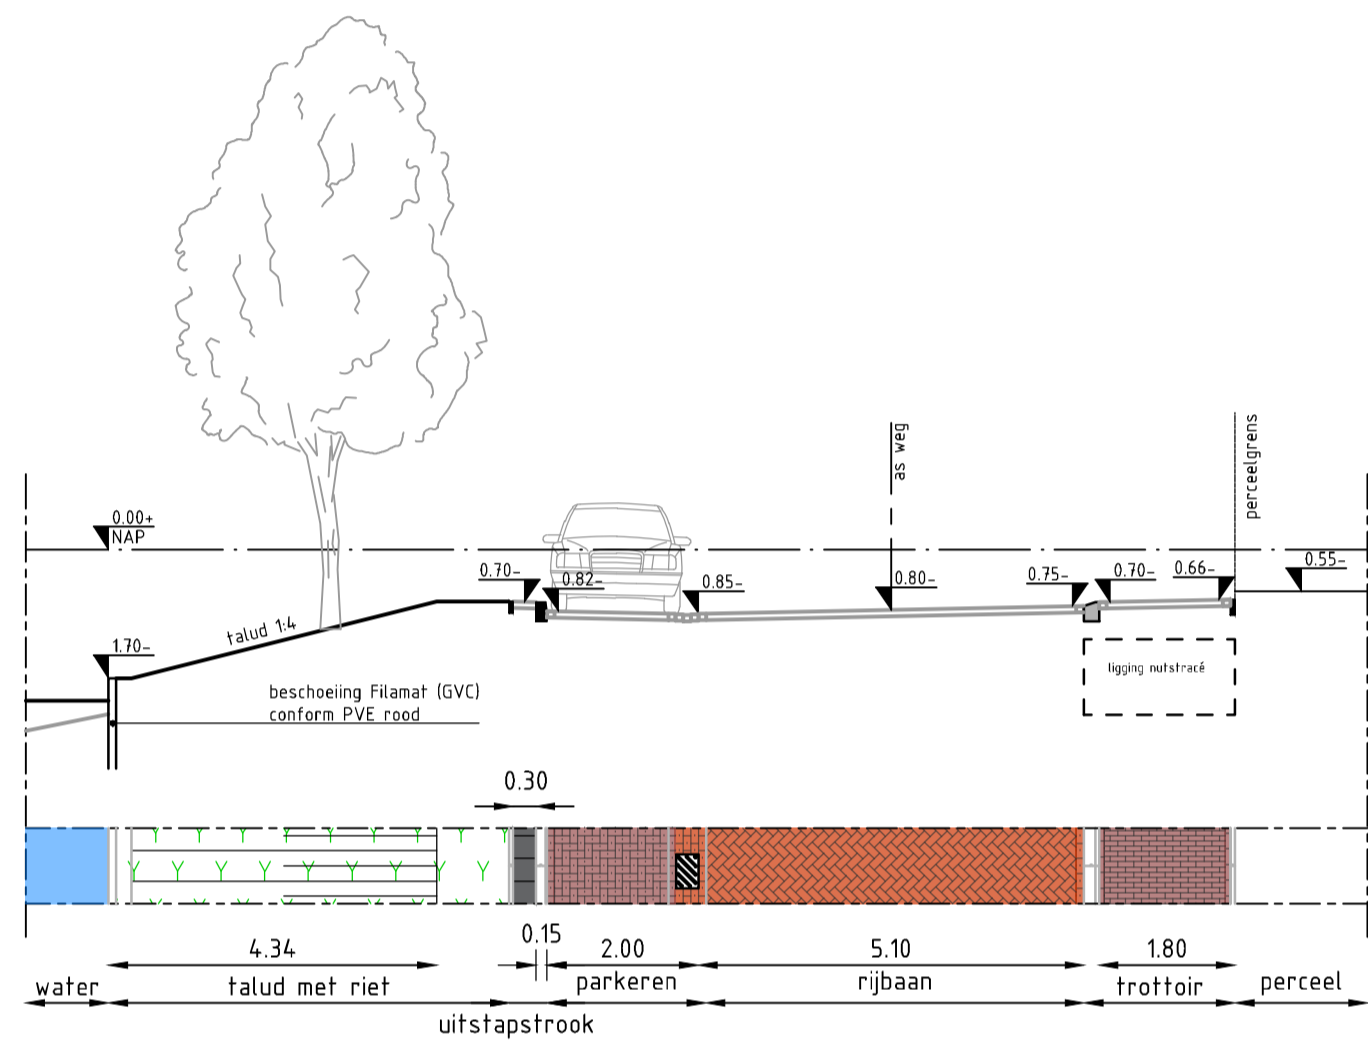 as weg
perceelgrens
0.00+
NAP
0.70-
0.82-
0.85-
0.80-
0.75-
0.70-
0.66-
0.55-
talud 1:4
1.70-
ligging nutstracé
beschoeiing Filamat (GVC)
conform PVE rood
0.30
0.15
4.34
2.00
5.10
1.80
water
talud met riet
parkeren
rijbaan
trottoir
perceel
uitstapstrook